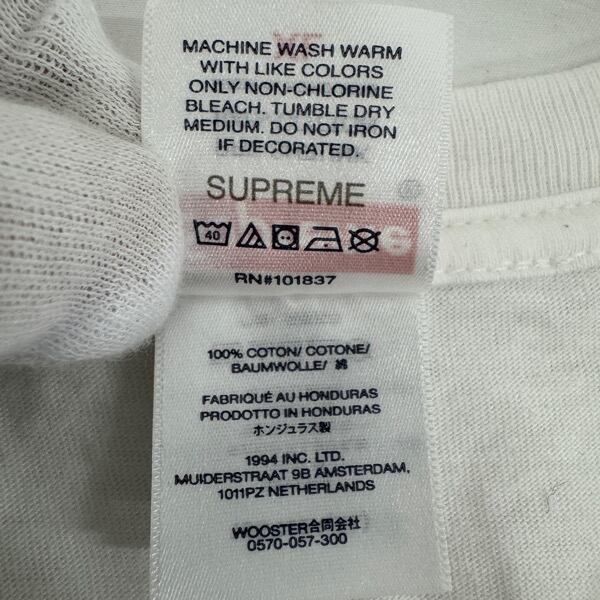 MACHINE WASH WARM
WITH LIKE COLORS
ONLY NON-CHLORINE
BLEACH. TUMBLE DRY
MEDIUM. DO NOT IRON
IF DECORATED.
SUPREME
40
RN#101837
100% COTON/ COTONE/
BAUMWOLLE/ 綿
FABRIQUÉ AU HONDURAS
PRODOTTO IN HONDURAS
ホンジュラス製
1994 INC. LTD.
MUIDERSTRAAT 9B AMSTERDAM,
1011PZ NETHERLANDS
WOOSTER合同会社
0570-057-300